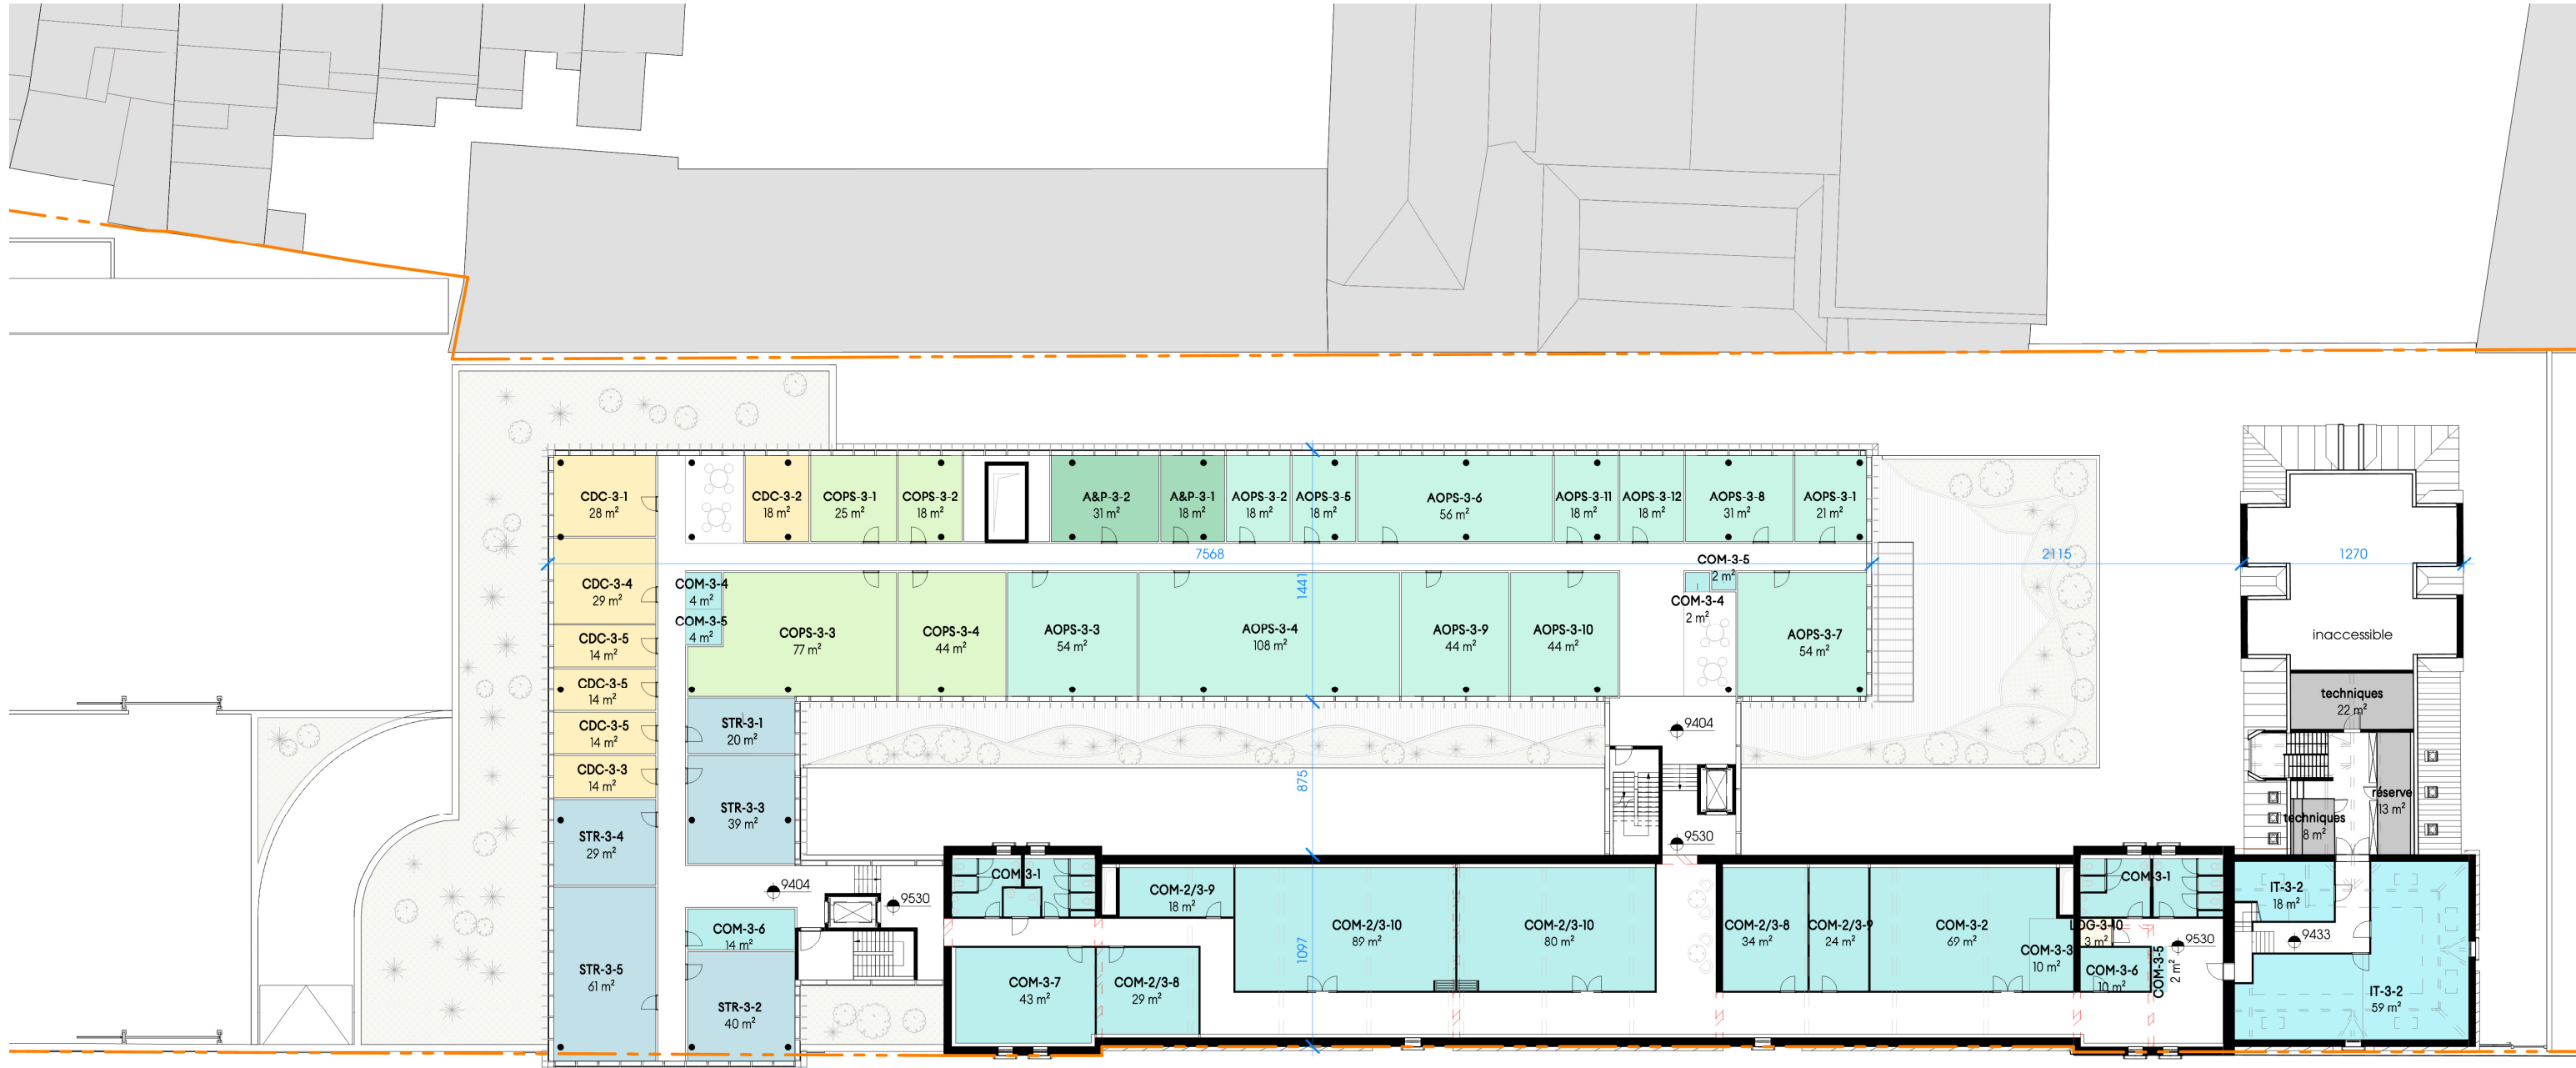 CDC-3-1
28 m²
CDC-3-2
18 m²
COPS-3-1
25 m²
COPS-3-2
18 m²
A&P-3-2
31 m²
A&P-3-1
18 m²
AOPS-3-2
18 m²
AOPS-3-5
18 m²
AOPS-3-6
56 m²
AOPS-3-11
18 m²
AOPS-3-12
18 m²
AOPS-3-8
31 m²
AOPS-3-1
21 m²
7568
2115
1270
CDC-3-4
29 m²
COM-3-4
4 m²
COM-3-5
4 m²
COPS-3-3
77 m²
COPS-3-4
44 m²
AOPS-3-3
54 m²
1441
AOPS-3-4
108 m²
AOPS-3-9
44 m²
AOPS-3-10
44 m²
COM-3-5
2 m²
COM-3-4
2 m²
AOPS-3-7
54 m²
inaccessible
CDC-3-5
14 m²
CDC-3-5
14 m²
CDC-3-5
14 m²
CDC-3-3
14 m²
STR-3-1
20 m²
STR-3-3
39 m²
875
9404
9530
techniques
22 m²
réserve
13 m²
techniques
8 m²
STR-3-4
29 m²
9404
9530
COM-3-1
COM-2/3-9
18 m²
COM-2/3-10
89 m²
COM-2/3-10
80 m²
COM-2/3-8
34 m²
COM-2/3-9
24 m²
COM-3-2
69 m²
COM-3-3
10 m²
COM-3-1
LOG-3-10
3 m²
9530
COM-3-6
10 m²
COM-3-5
2 m²
IT-3-2
18 m²
9433
IT-3-2
59 m²
STR-3-5
61 m²
COM-3-6
14 m²
STR-3-2
40 m²
COM-3-7
43 m²
COM-2/3-8
29 m²
1097